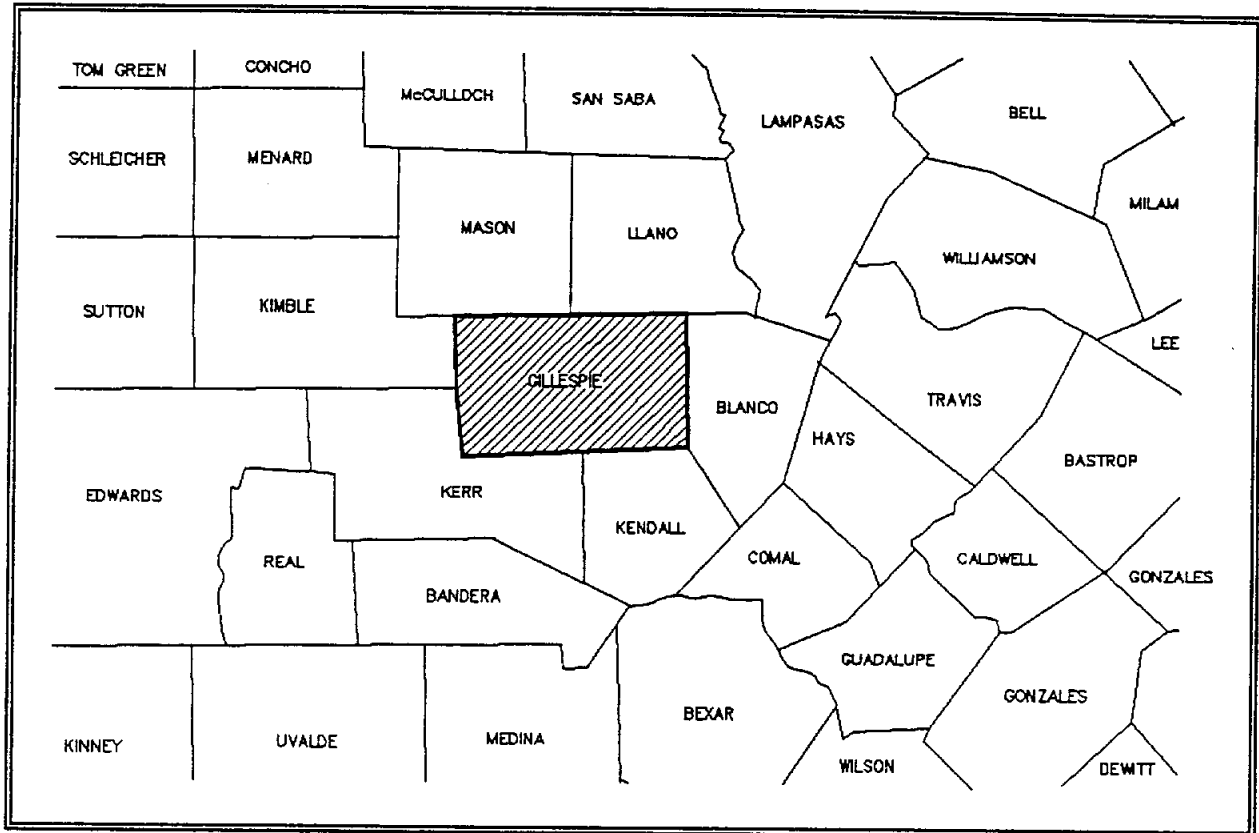 TOM GREEN
CONCHO
McCULLOCH
SAN SABA
LAMPASAS
BELL
SCHLEICHER
MENARD
MILAM
MASON
LLANO
WILLIAMSON
SUTTON
KIMBLE
LEE
GILLESPIE
BLANCO
TRAVIS
HAYS
BASTROP
EDWARDS
KERR
KENDALL
REAL
COMAL
CALDWELL
GONZALES
BANDERA
GUADALUPE
GONZALES
BEXAR
KINNEY
UVALDE
MEDINA
WILSON
DEWITT